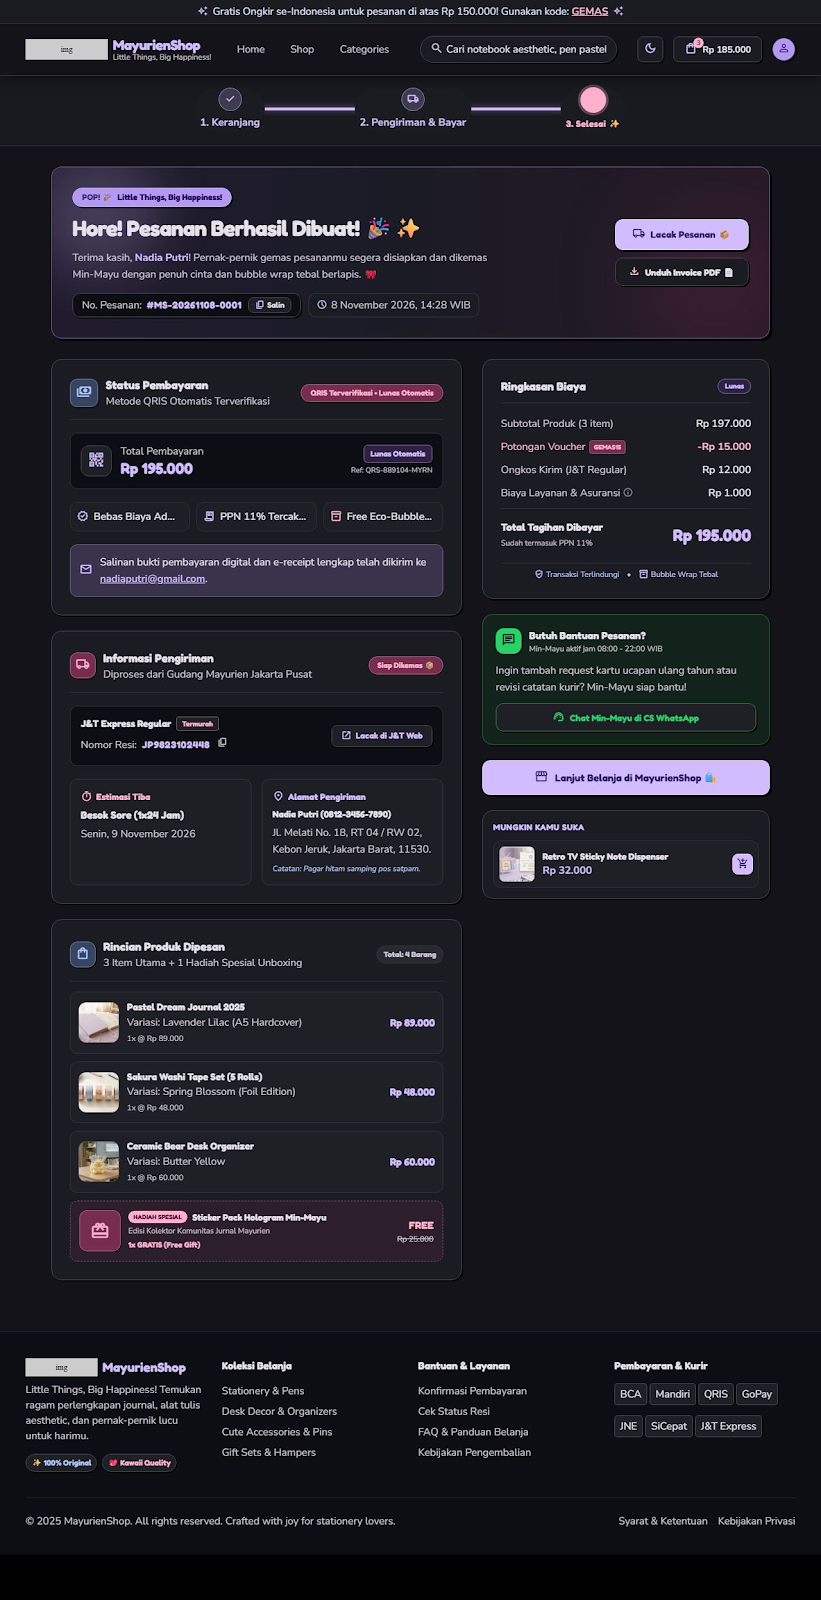 Gratis Ongkir se-Indonesia untuk pesanan di atas Rp 150.000! Gunakan kode: GEMAS
img
MayurienShop
Little Things, Big Happiness!
Home
Shop
Categories
Cari notebook aesthetic, pen pastel
3
Rp 185.000
1. Keranjang
2. Pengiriman & Bayar
3. Selesai ✨
POP! 🎉 Little Things, Big Happiness!
Hore! Pesanan Berhasil Dibuat! 🎉 ✨
Terima kasih, Nadia Putri! Pernak-pernik gemas pesananmu segera disiapkan dan dikemas
Min-Mayu dengan penuh cinta dan bubble wrap tebal berlapis. 🎀
No. Pesanan: #MS-20261108-0001
Salin
8 November 2026, 14:28 WIB
Lacak Pesanan 📦
Unduh Invoice PDF 📄
Status Pembayaran
Metode QRIS Otomatis Terverifikasi
QRIS Terverifikasi • Lunas Otomatis
Total Pembayaran
Rp 195.000
Lunas Otomatis
Ref: QRS-889104-MYRN
Bebas Biaya Ad...
PPN 11% Tercak...
Free Eco-Bubble...
Salinan bukti pembayaran digital dan e-receipt lengkap telah dikirim ke
nadiaputri@gmail.com.
Informasi Pengiriman
Diproses dari Gudang Mayurien Jakarta Pusat
Siap Dikemas 📦
J&T Express Regular
Termurah
Nomor Resi: JP9823102448
Lacak di J&T Web
Estimasi Tiba
Besok Sore (1x24 Jam)
Senin, 9 November 2026
Alamat Pengiriman
Nadia Putri (0812-3456-7890)
Jl. Melati No. 18, RT 04 / RW 02,
Kebon Jeruk, Jakarta Barat, 11530.
Catatan: Pagar hitam samping pos satpam.
Rincian Produk Dipesan
3 Item Utama + 1 Hadiah Spesial Unboxing
Total: 4 Barang
Pastel Dream Journal 2025
Variasi: Lavender Lilac (A5 Hardcover)
1x @ Rp 89.000
Rp 89.000
Sakura Washi Tape Set (5 Rolls)
Variasi: Spring Blossom (Foil Edition)
1x @ Rp 48.000
Rp 48.000
Ceramic Bear Desk Organizer
Variasi: Butter Yellow
1x @ Rp 60.000
Rp 60.000
HADIAH SPESIAL
Sticker Pack Hologram Min-Mayu
Edisi Kolektor Komunitas Jurnal Mayurien
1x GRATIS (Free Gift)
FREE
Rp 25.000
Ringkasan Biaya
Lunas
Subtotal Produk (3 item)
Rp 197.000
Potongan Voucher
GEMAS15
-Rp 15.000
Ongkos Kirim (J&T Regular)
Rp 12.000
Biaya Layanan & Asuransi
Rp 1.000
Total Tagihan Dibayar
Sudah termasuk PPN 11%
Rp 195.000
Transaksi Terlindungi • Bubble Wrap Tebal
Butuh Bantuan Pesanan?
Min-Mayu aktif jam 08:00 - 22:00 WIB
Ingin tambah request kartu ucapan ulang tahun atau
revisi catatan kurir? Min-Mayu siap bantu!
Chat Min-Mayu di CS WhatsApp
Lanjut Belanja di MayurienShop 🛍️
MUNGKIN KAMU SUKA
Retro TV Sticky Note Dispenser
Rp 32.000
img
MayurienShop
Little Things, Big Happiness! Temukan
ragam perlengkapan journal, alat tulis
aesthetic, dan pernak-pernik lucu
untuk harimu.
✨ 100% Original
💖 Kawaii Quality
Koleksi Belanja
Stationery & Pens
Desk Decor & Organizers
Cute Accessories & Pins
Gift Sets & Hampers
Bantuan & Layanan
Konfirmasi Pembayaran
Cek Status Resi
FAQ & Panduan Belanja
Kebijakan Pengembalian
Pembayaran & Kurir
BCA
Mandiri
QRIS
GoPay
JNE
SiCepat
J&T Express
© 2025 MayurienShop. All rights reserved. Crafted with joy for stationery lovers.
Syarat & Ketentuan
Kebijakan Privasi